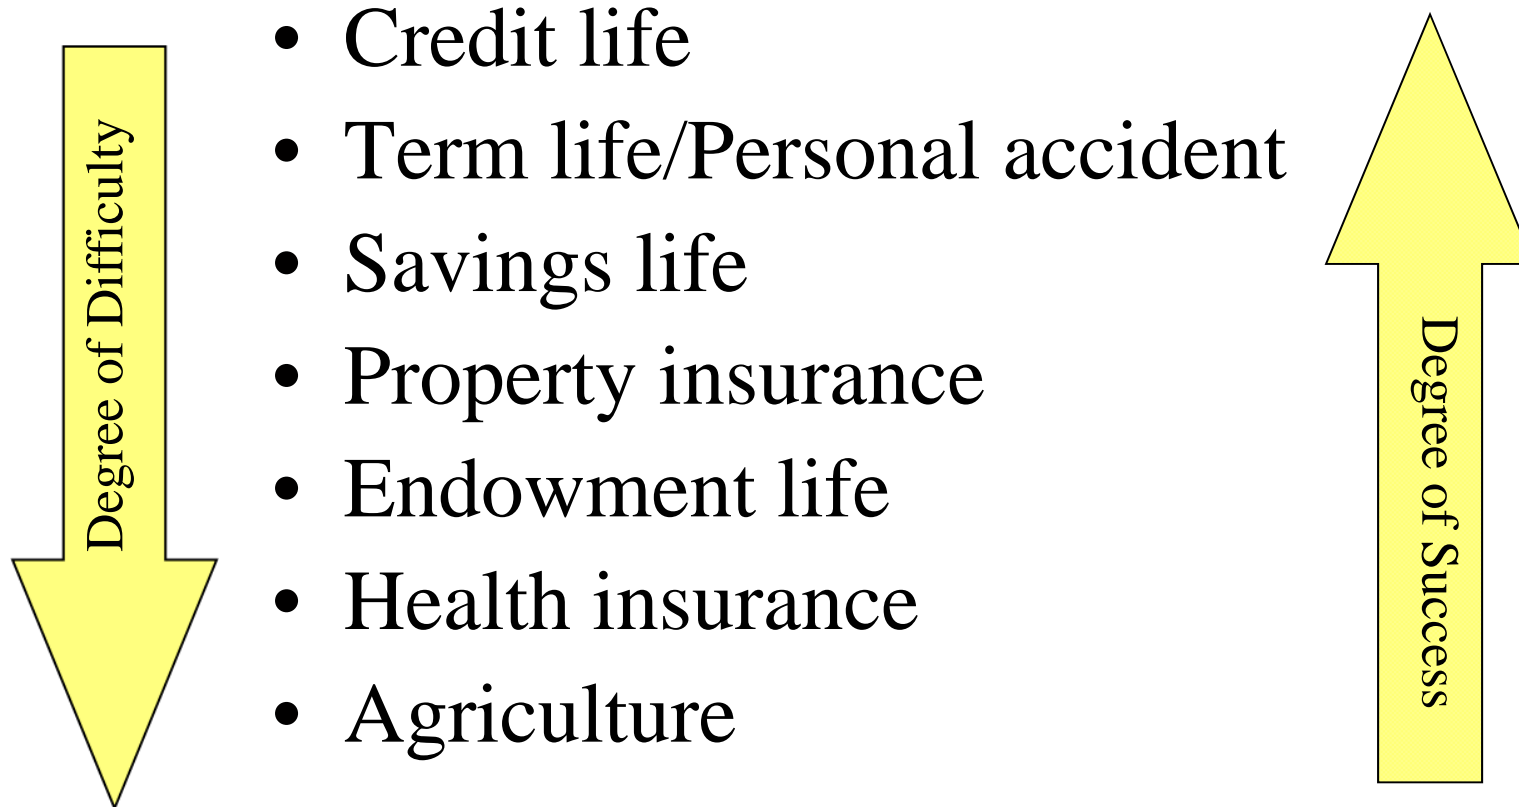 Degree of Difficulty
• Credit life
• Term life/Personal accident
• Savings life
• Property insurance
• Endowment life
• Health insurance
• Agriculture
Degree of Success